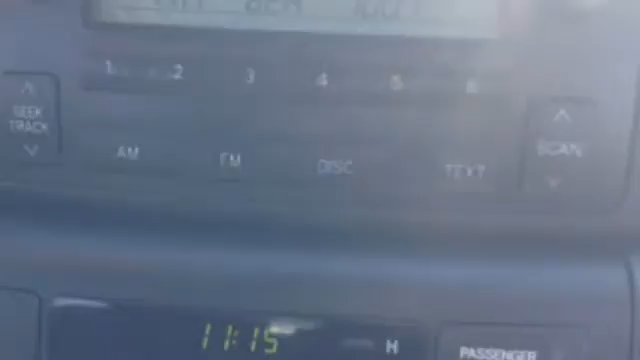 1 2 3 4 5 6
SEEK TRACK
AM FM DISC TEXT
SCAN
11:15 H
PASSENGER